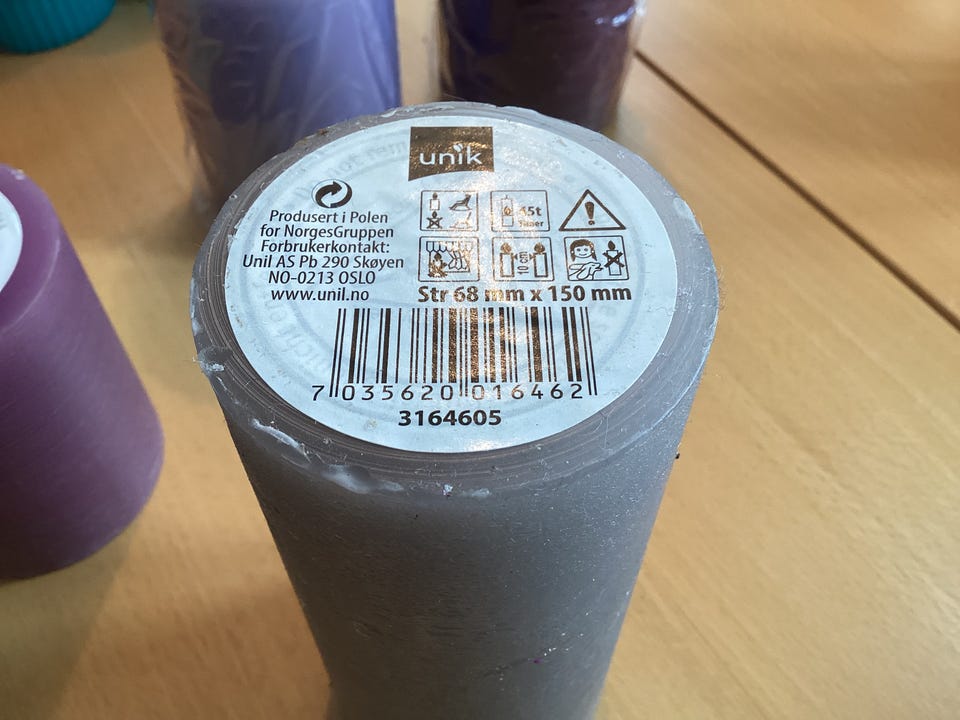 unik
Produsert i Polen
for NorgesGruppen
Forbrukerkontakt:
Unil AS Pb 290 Skøyen
NO-0213 OSLO
www.unil.no
Str 68 mm x 150 mm
7 035620 016462
3164605